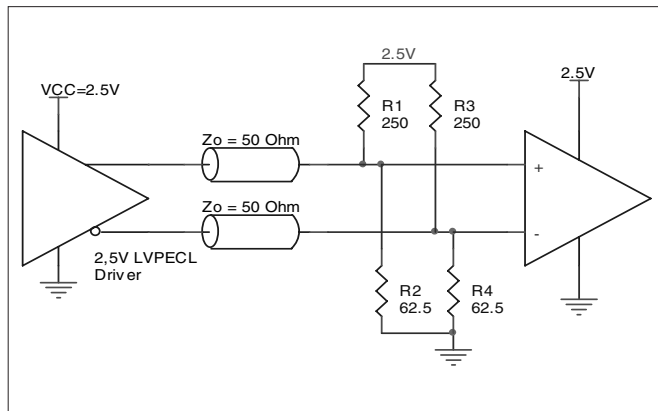 2.5V
VCC=2.5V
2.5V
R1
250
R3
250
Zo = 50 Ohm
+
Zo = 50 Ohm
-
2,5V LVPECL
Driver
R2
62.5
R4
62.5